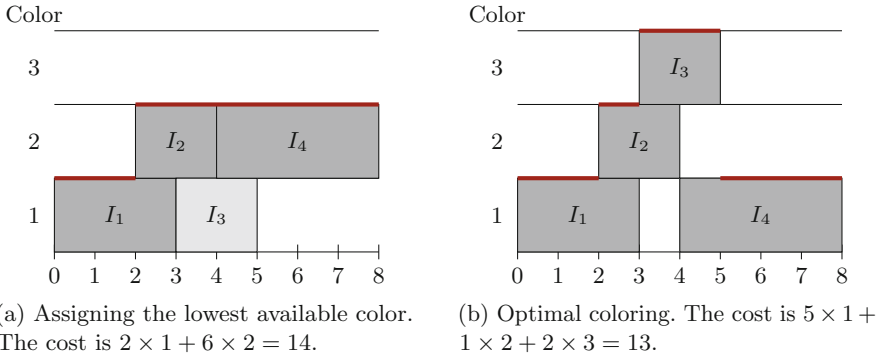 Color
3
2
1
I2
I4
I1
I3
0 1 2 3 4 5 6 7 8
(a) Assigning the lowest available color.
The cost is 2 × 1 + 6 × 2 = 14.
Color
3
2
1
I3
I2
I1
I4
0 1 2 3 4 5 6 7 8
(b) Optimal coloring. The cost is 5 × 1 +
1 × 2 + 2 × 3 = 13.